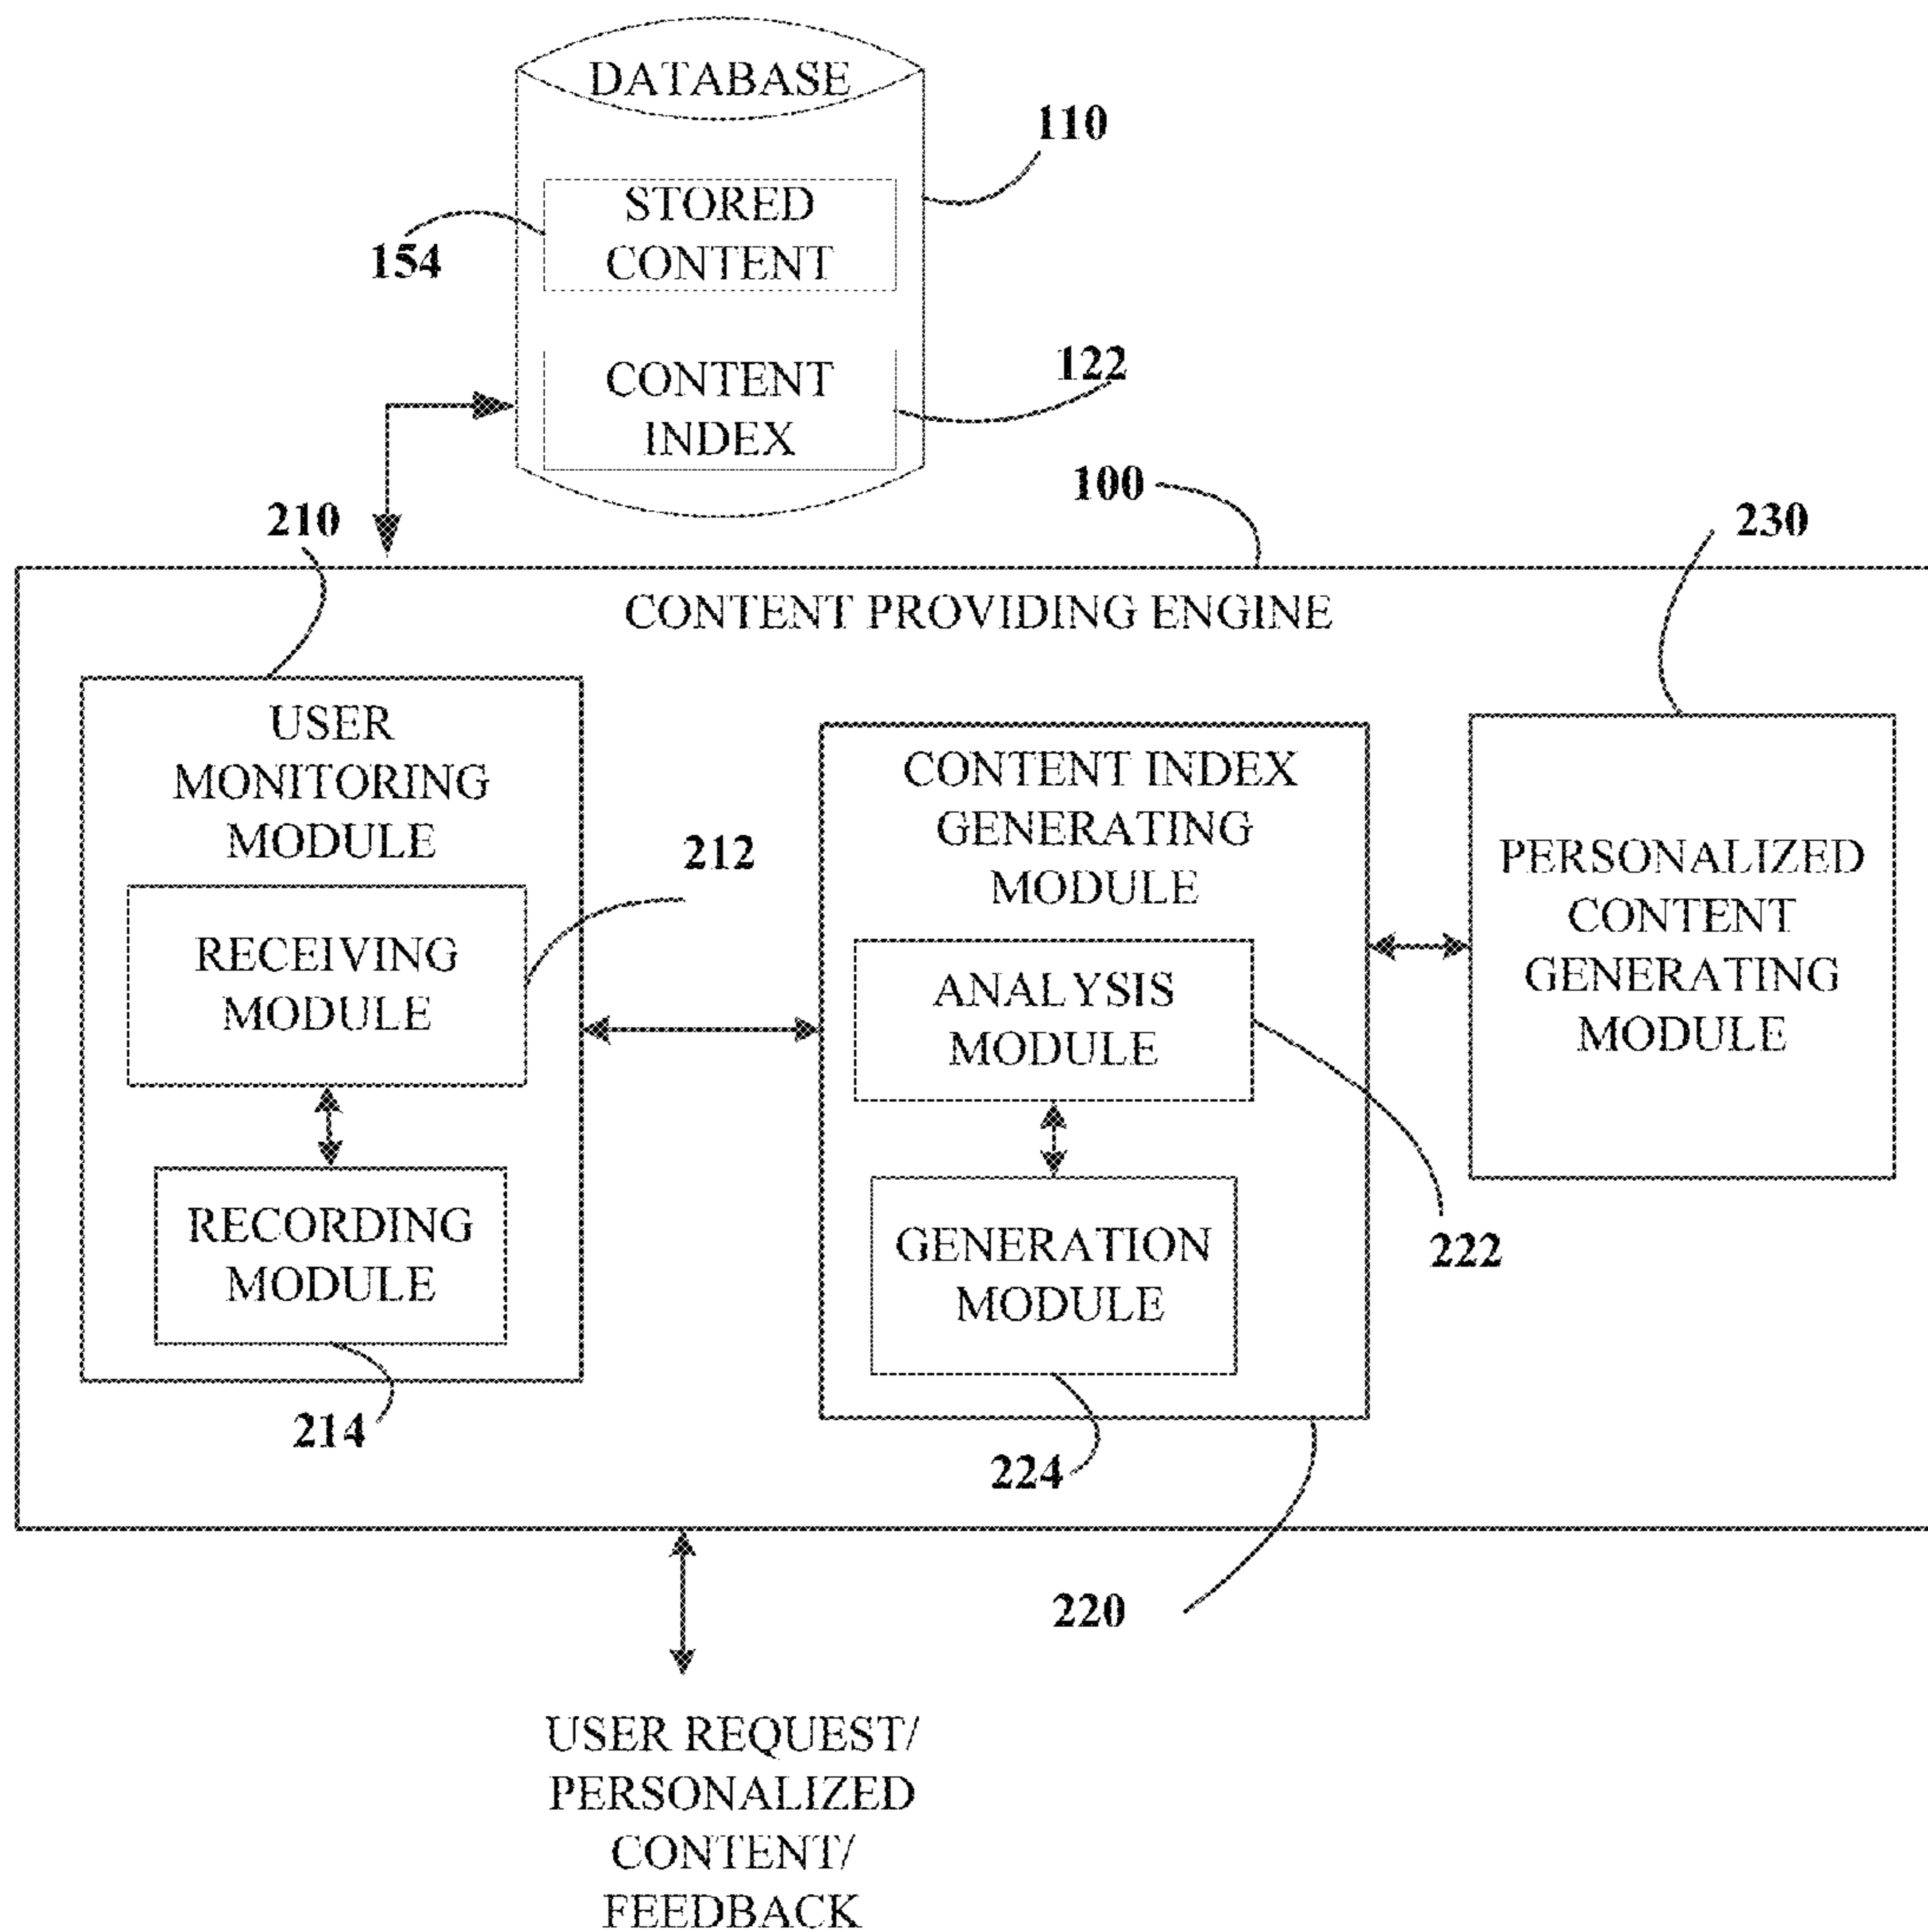 DATABASE
110
STORED
CONTENT
154
CONTENT
INDEX
122
100
210
230
CONTENT PROVIDING ENGINE
USER
MONITORING
MODULE
212
RECEIVING
MODULE
RECORDING
MODULE
214
CONTENT INDEX
GENERATING
MODULE
ANALYSIS
MODULE
222
GENERATION
MODULE
224
220
PERSONALIZED
CONTENT
GENERATING
MODULE
USER REQUEST/
PERSONALIZED
CONTENT/
FEEDBACK